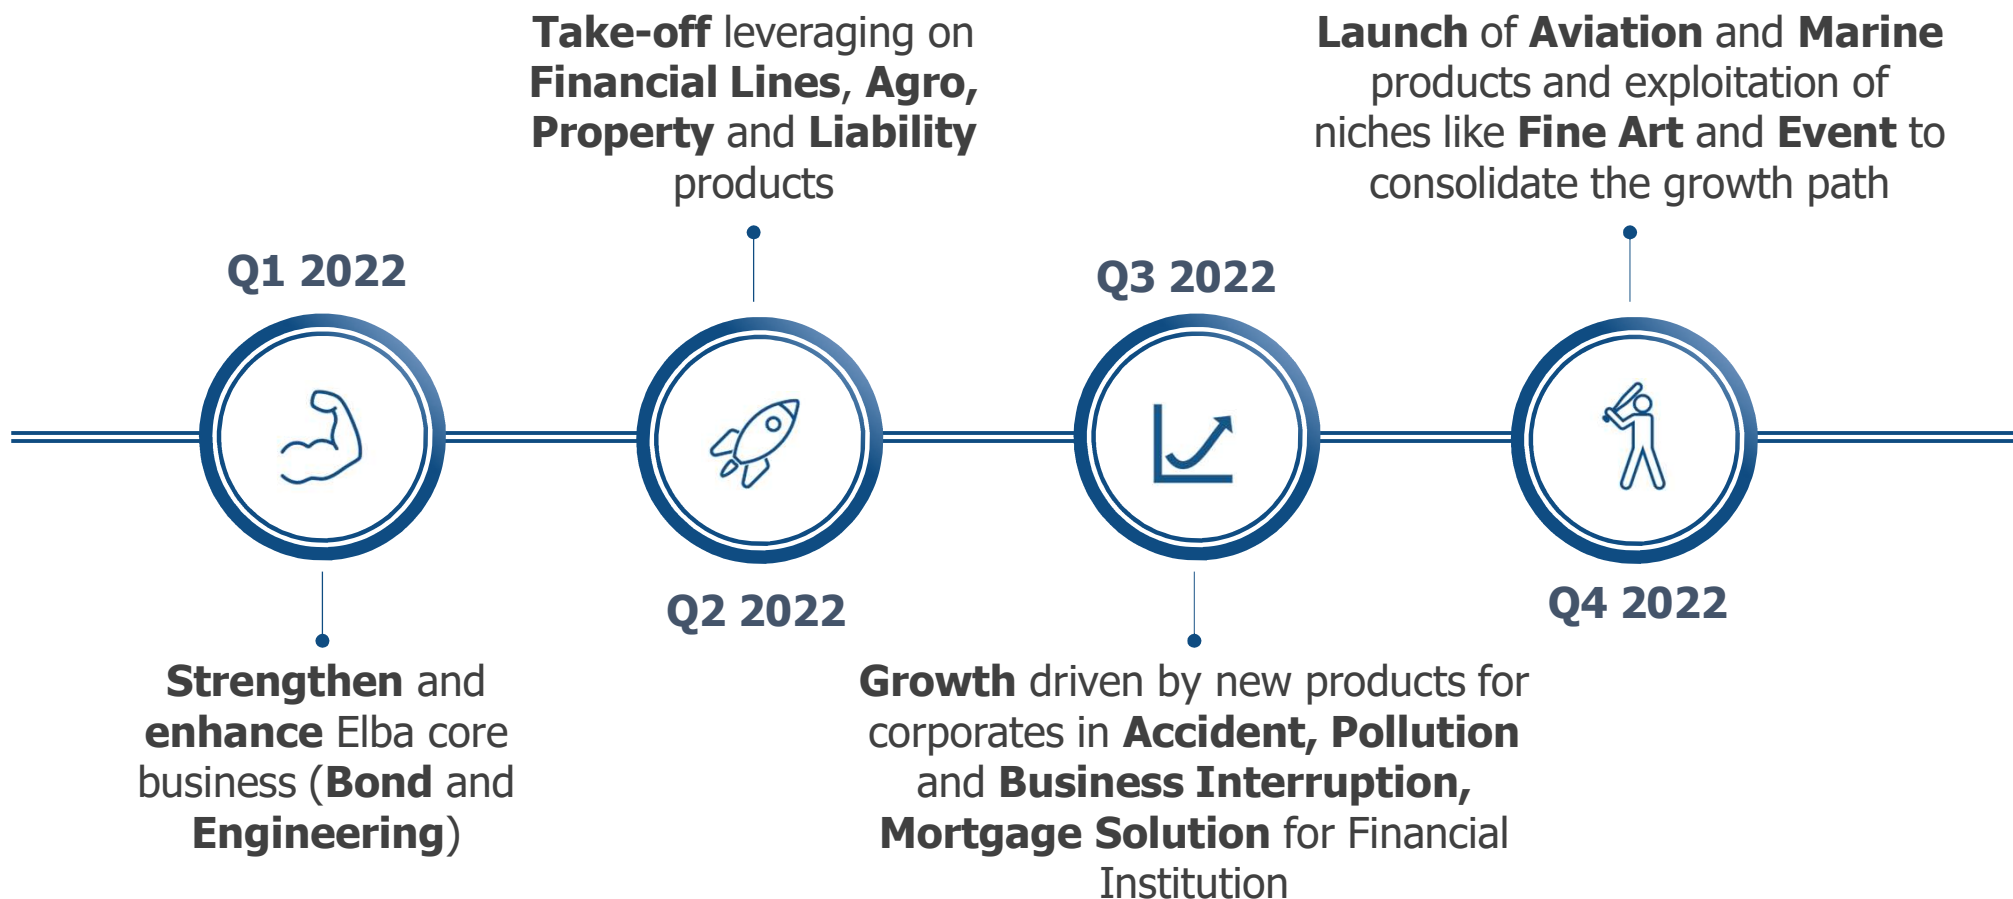 Q1 2022
Strengthen and
enhance Elba core
business (Bond and
Engineering)
Take-off leveraging on
Financial Lines, Agro,
Property and Liability
products
Q2 2022
Q3 2022
Growth driven by new products for
corporates in Accident, Pollution
and Business Interruption,
Mortgage Solution for Financial
Institution
Launch of Aviation and Marine
products and exploitation of
niches like Fine Art and Event to
consolidate the growth path
Q4 2022